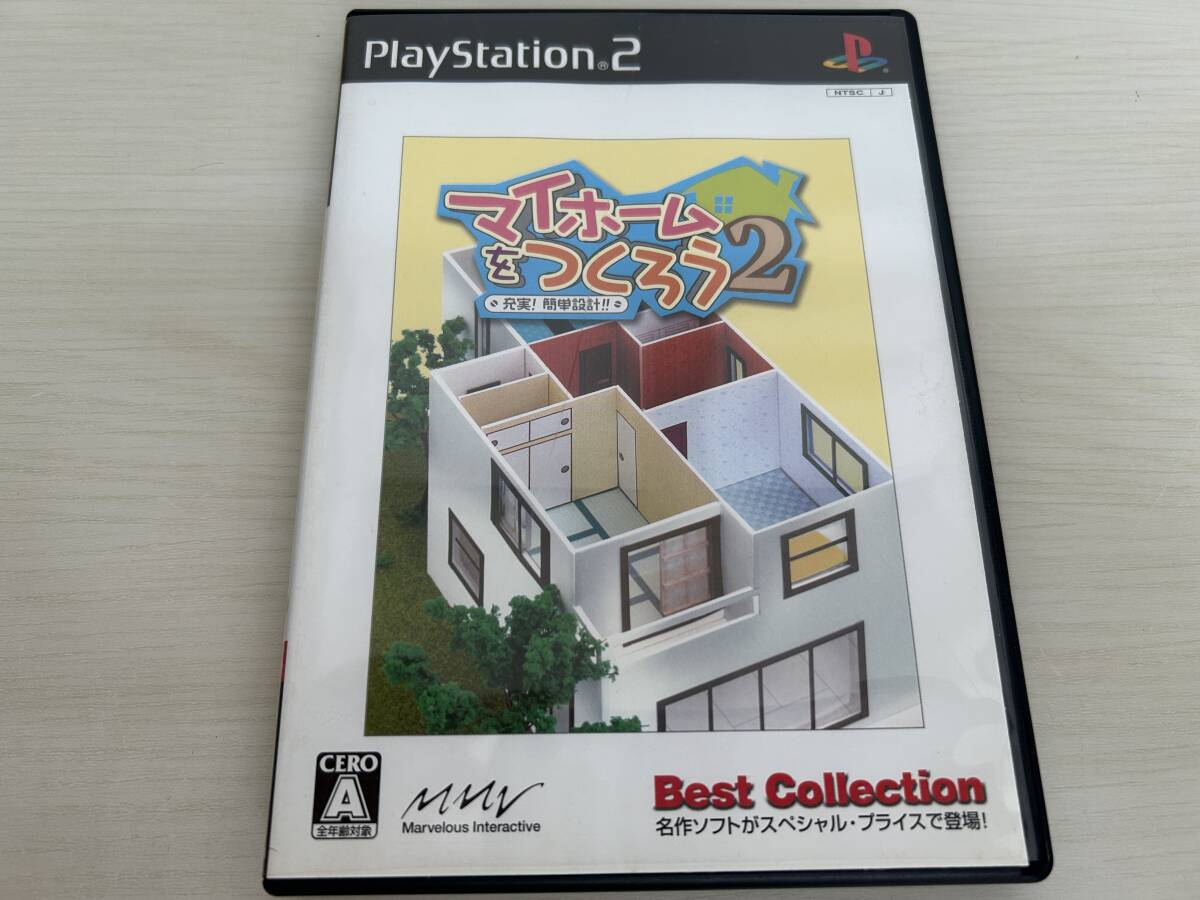 PlayStation®2
NTSC J
マイホーム
をつくろう2
充実!簡単設計!!
CERO
A
全年齢対象
MMV
Marvelous Interactive
Best Collection
名作ソフトがスペシャル・プライスで登場!